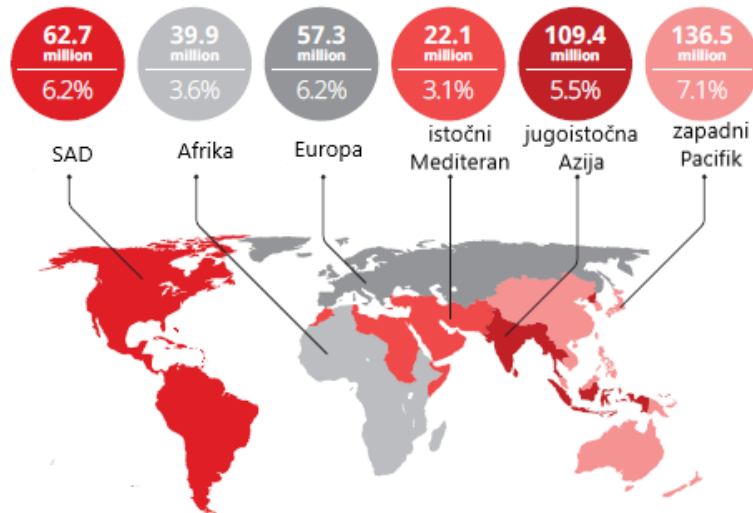 62.7
million
6.2%
39.9
million
3.6%
57.3
million
6.2%
22.1
million
3.1%
109.4
million
5.5%
136.5
million
7.1%
SAD
Afrika
Europa
istočni
Mediteran
jugoistočna
Azija
zapadni
Pacifik